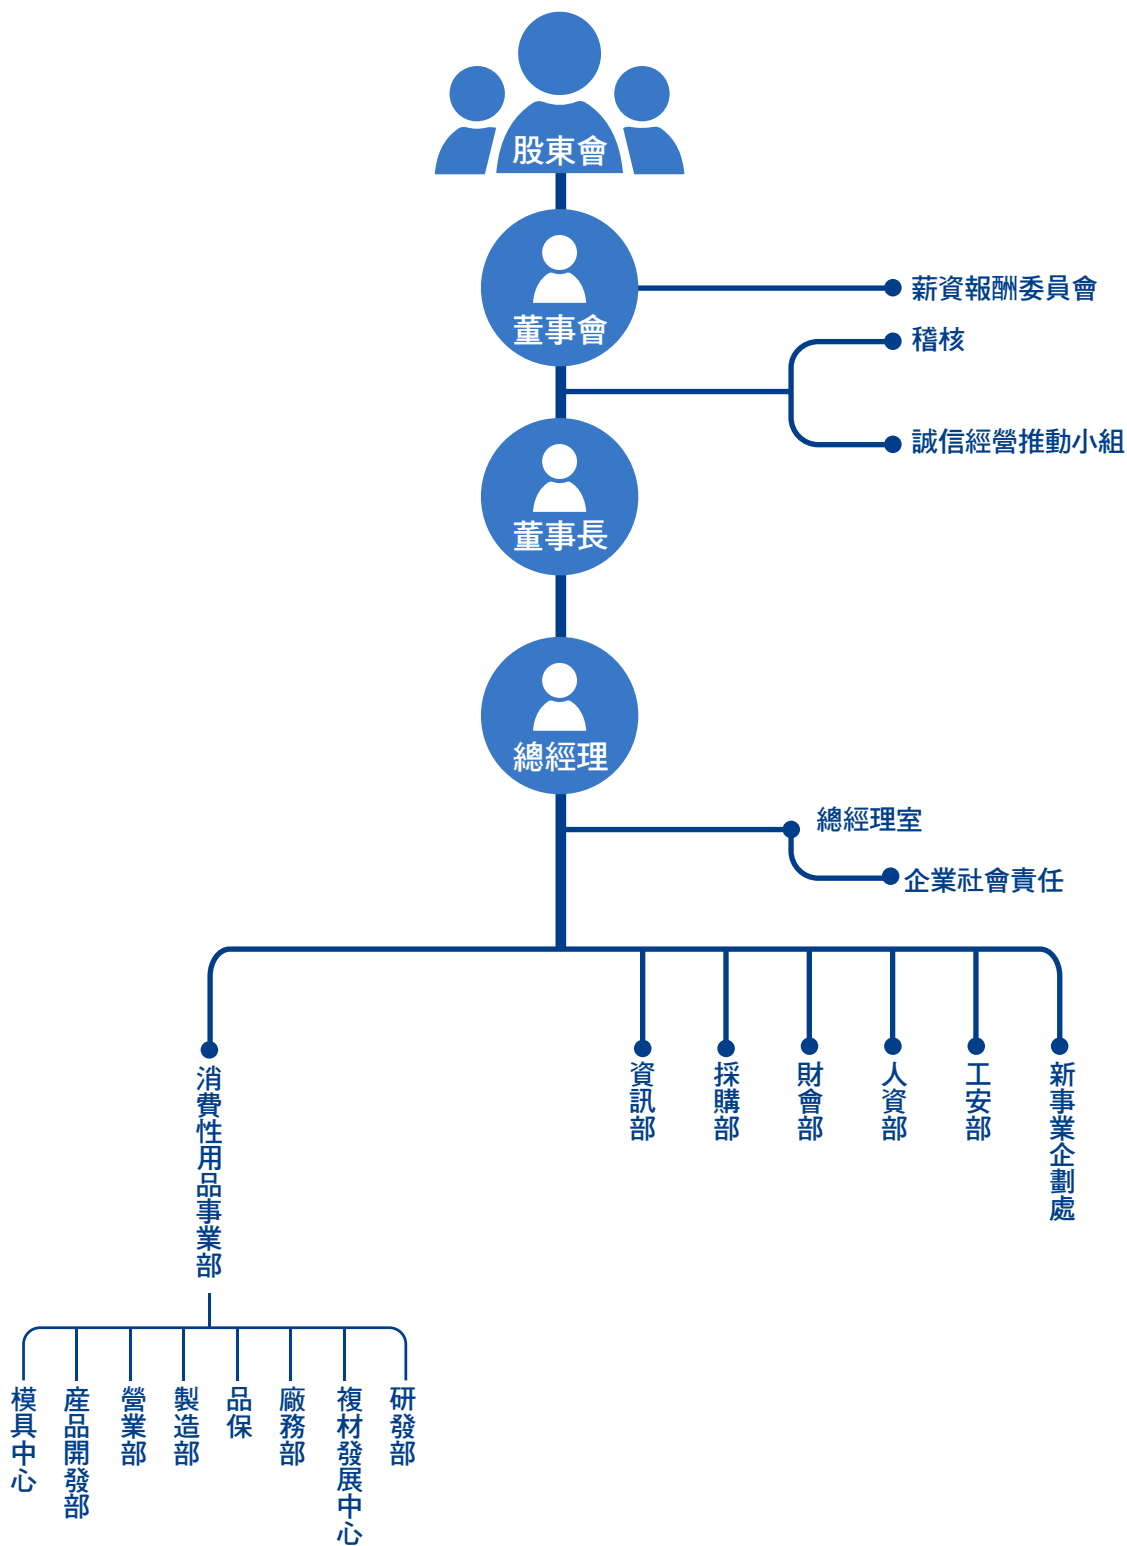 股東會
董事會
薪資報酬委員會
稽核
誠信經營推動小組
董事長
總經理
總經理室
企業社會責任
消費性用品事業部
資訊部
採購部
財會部
人資部
工安部
新事業企劃處
模具中心
産品開發部
營業部
製造部
品保
廠務部
複材發展中心
研發部